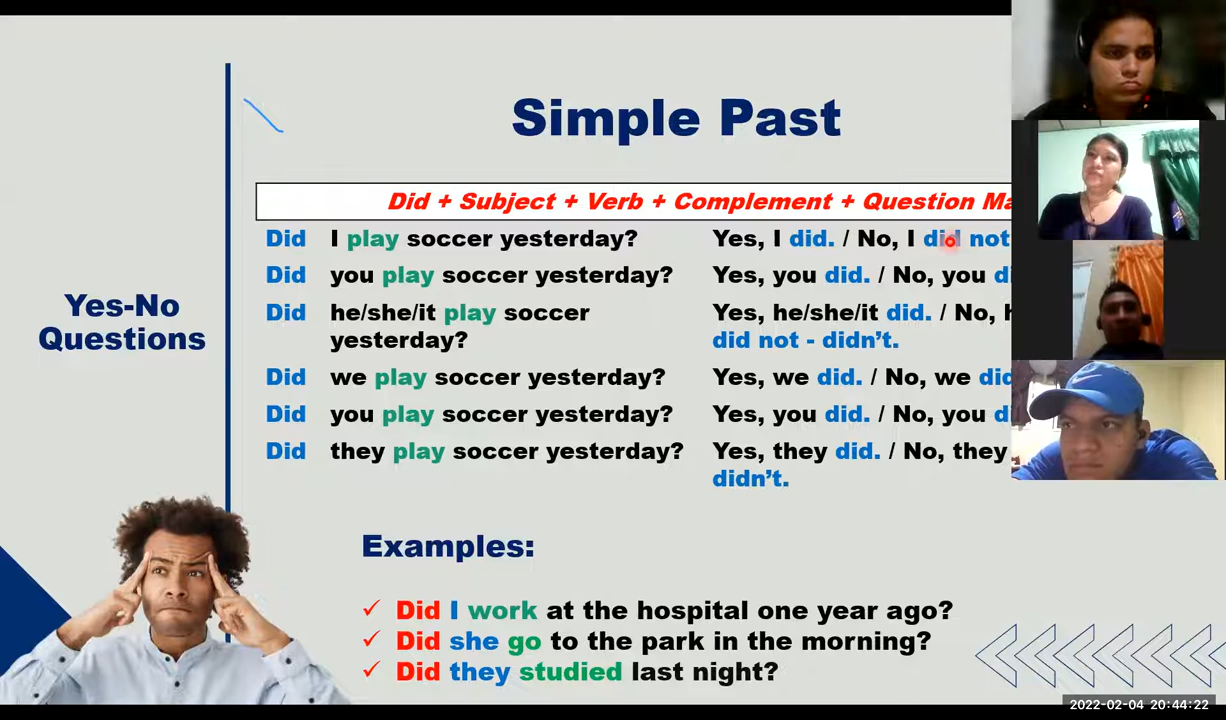 Simple Past
Did + Subject + Verb + Complement + Question
Yes-No
Questions
Did I play soccer yesterday? Yes, I did. / No, I did not
Did you play soccer yesterday? Yes, you did. / No, you
Did he/she/it play soccer yesterday? Yes, he/she/it did. / No,
did not - didn't.
Did we play soccer yesterday? Yes, we did. / No, we did
Did you play soccer yesterday? Yes, you did. / No, you
Did they play soccer yesterday? Yes, they did. / No, they
didn't.
Examples:
✓ Did I work at the hospital one year ago?
✓ Did she go to the park in the morning?
✓ Did they studied last night?
2022-02-04 20:44:22